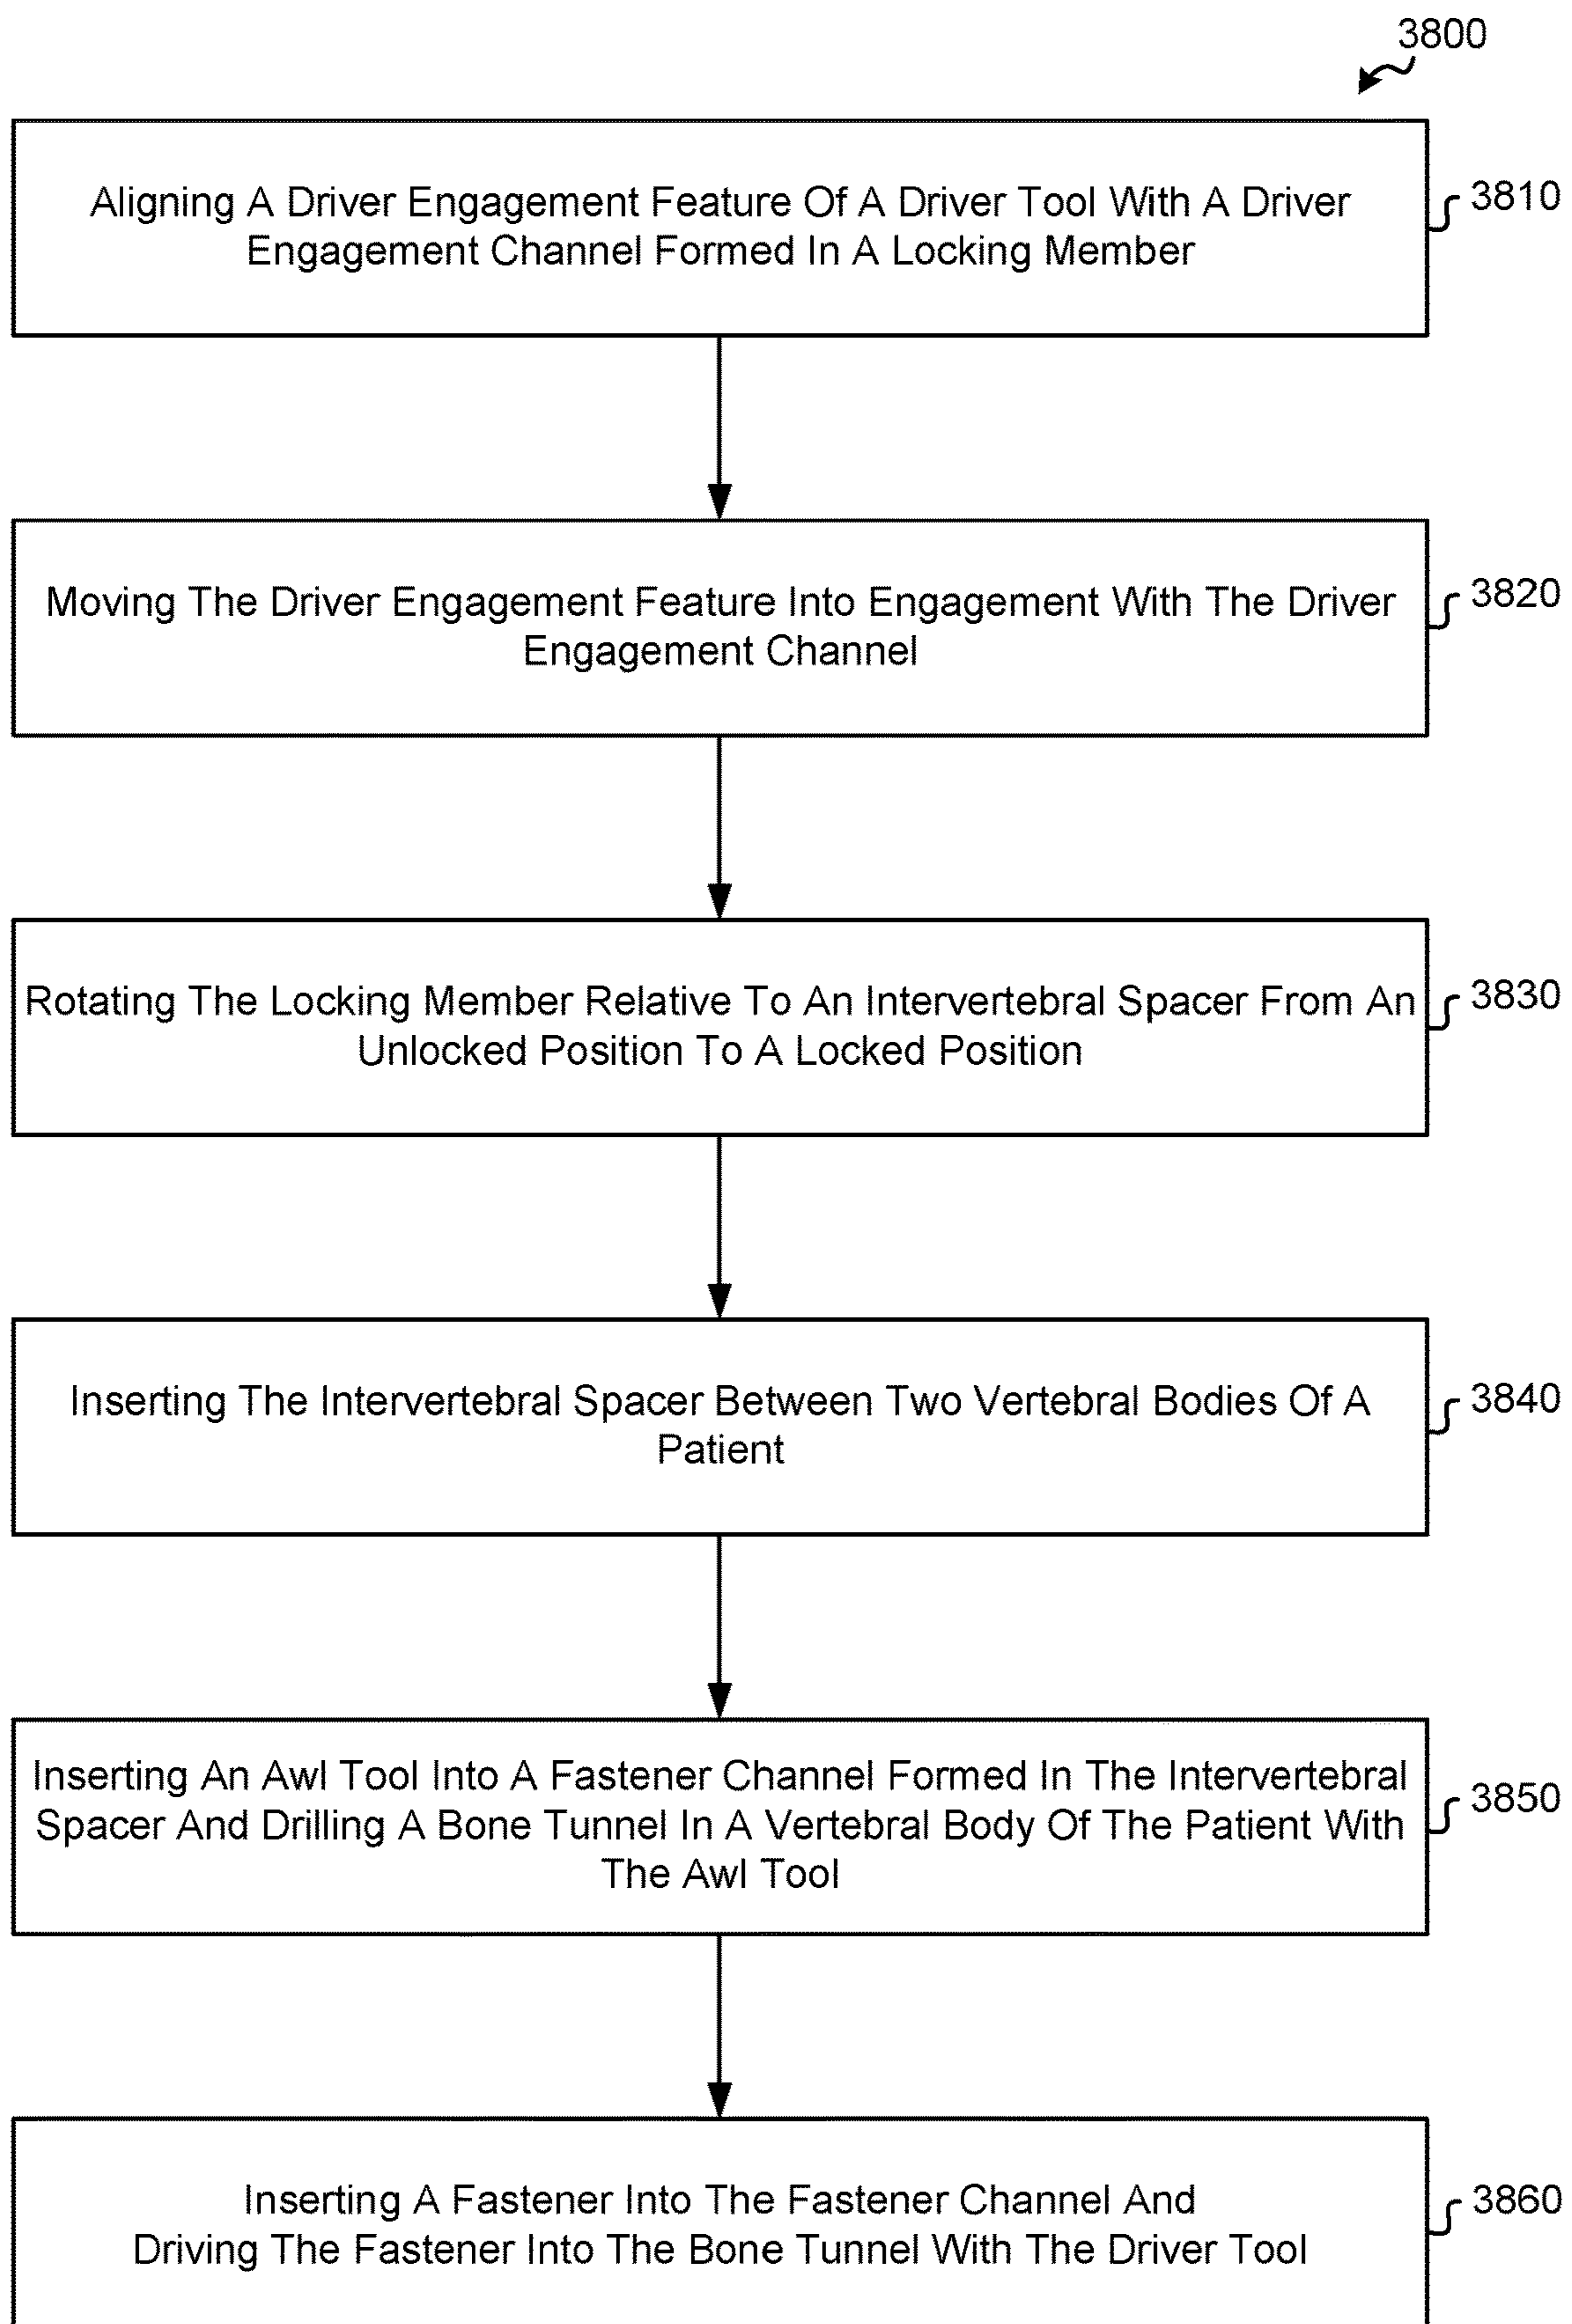 3800
Aligning A Driver Engagement Feature Of A Driver Tool With A Driver
Engagement Channel Formed In A Locking Member
3810
Moving The Driver Engagement Feature Into Engagement With The Driver
Engagement Channel
3820
Rotating The Locking Member Relative To An Intervertebral Spacer From An
Unlocked Position To A Locked Position
3830
Inserting The Intervertebral Spacer Between Two Vertebral Bodies Of A
Patient
3840
Inserting An Awl Tool Into A Fastener Channel Formed In The Intervertebral
Spacer And Drilling A Bone Tunnel In A Vertebral Body Of The Patient With
The Awl Tool
3850
Inserting A Fastener Into The Fastener Channel And
Driving The Fastener Into The Bone Tunnel With The Driver Tool
3860